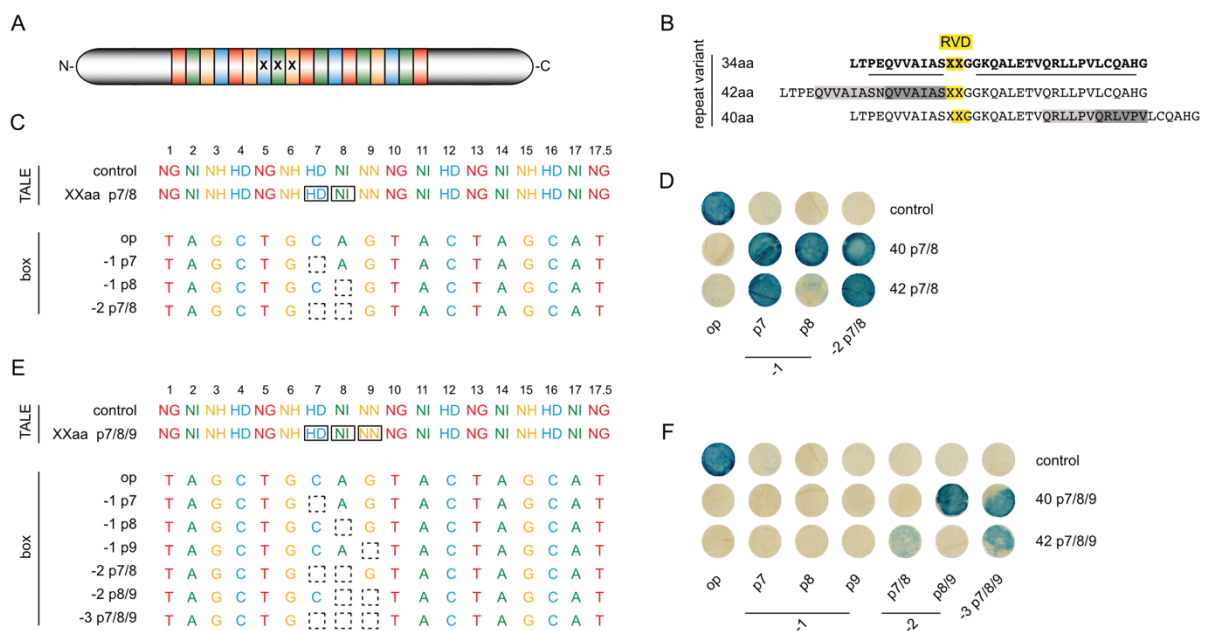 A
N- X X X -C
B
RVD
repeat variant
34aa LTPEQVVAIASXXGGKQALETVQRLLPVLCQAHG
42aa LTPEQVVAIASNQVVAIASXXGGKQALETVQRLLPVLCQAHG
40aa LTPEQVVAIASXXGGKQALETVQRLLPVQRLVPVLCQAHG
C
1 2 3 4 5 6 7 8 9 10 11 12 13 14 15 16 17 17.5
TALE
control NG NI NH HD NG NH HD NI NN NG NI HD NG NI NH HD NI NG
XXaa p7/8 NG NI NH HD NG NH HD NI NN NG NI HD NG NI NH HD NI NG
box
op T A G C T G C A G T A C T A G C A T
-1 p7 T A G C T G A G T A C T A G C A T
-1 p8 T A G C T G C G T A C T A G C A T
-2 p7/8 T A G C T G G T A C T A G C A T
D
control
40 p7/8
42 p7/8
op p7 p8 -2 p7/8
-1
E
1 2 3 4 5 6 7 8 9 10 11 12 13 14 15 16 17 17.5
TALE
control NG NI NH HD NG NH HD NI NN NG NI HD NG NI NH HD NI NG
XXaa p7/8/9 NG NI NH HD NG NH HD NI NN NG NI HD NG NI NH HD NI NG
box
op T A G C T G C A G T A C T A G C A T
-1 p7 T A G C T G A G T A C T A G C A T
-1 p8 T A G C T G C G T A C T A G C A T
-1 p9 T A G C T G C A T A C T A G C A T
-2 p7/8 T A G C T G G T A C T A G C A T
-2 p8/9 T A G C T G C T A C T A G C A T
-3 p7/8/9 T A G C T G T A C T A G C A T
F
control
40 p7/8/9
42 p7/8/9
op p7 p8 p9 p7/8 p8/9 -3 p7/8/9
-1 -2